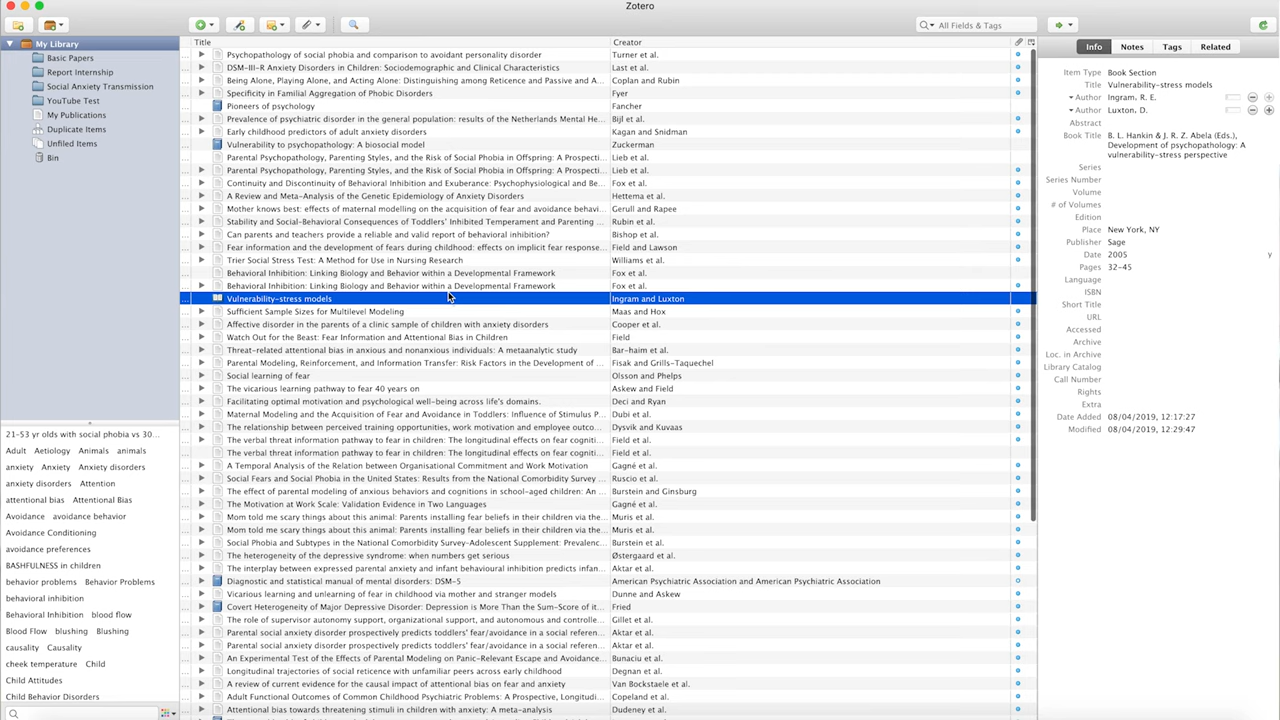 Zotero
All Fields & Tags
My Library
Basic Papers
Report Internship
Social Anxiety Transmission
YouTube Test
My Publications
Duplicate Items
Unfiled Items
Bin
21-53 yr olds with social phobia vs 30...
Adult Aetiology Animals animals
anxiety Anxiety Anxiety disorders
anxiety disorders Attention
attentional bias Attentional Bias
Avoidance avoidance behavior
Avoidance Conditioning
avoidance preferences
BASHFULNESS in children
behavior problems Behavior Problems
behavioral inhibition
Behavioral Inhibition blood flow
Blood Flow blushing Blushing
causality Causality
cheek temperature Child
Child Attitudes
Child Behavior Disorders
Title Creator
Psychopathology of social phobia and comparison to avoidant personality disorder Turner et al.
DSM-III-R Anxiety Disorders in Children: Sociodemographic and Clinical Characteristics Last et al.
Being Alone, Playing Alone, and Acting Alone: Distinguishing among Reticence and Passive and A... Coplan and Rubin
Specificity in Familial Aggregation of Phobic Disorders Fyer
Pioneers of psychology Fancher
Prevalence of psychiatric disorder in the general population: results of the Netherlands Mental He... Bijl et al.
Early childhood predictors of adult anxiety disorders Kagan and Snidman
Vulnerability to psychopathology: A biosocial model Zuckerman
Parental Psychopathology, Parenting Styles, and the Risk of Social Phobia in Offspring: A Prospecti... Lieb et al.
Parental Psychopathology, Parenting Styles, and the Risk of Social Phobia in Offspring: A Prospecti... Lieb et al.
Continuity and Discontinuity of Behavioral Inhibition and Exuberance: Psychophysiological and Be... Fox et al.
A Review and Meta-Analysis of the Genetic Epidemiology of Anxiety Disorders Hettema et al.
Mother knows best: effects of maternal modelling on the acquisition of fear and avoidance behavi... Gerull and Rapee
Stability and Social-Behavioral Consequences of Toddlers' Inhibited Temperament and Parenting ... Rubin et al.
Can parents and teachers provide a reliable and valid report of behavioral inhibition? Bishop et al.
Fear information and the development of fears during childhood: effects on implicit fear response... Field and Lawson
Trier Social Stress Test: A Method for Use in Nursing Research Williams et al.
Behavioral Inhibition: Linking Biology and Behavior within a Developmental Framework Fox et al.
Behavioral Inhibition: Linking Biology and Behavior within a Developmental Framework Fox et al.
Vulnerability-stress models Ingram and Luxton
Sufficient Sample Sizes for Multilevel Modeling Maas and Hox
Affective disorder in the parents of a clinic sample of children with anxiety disorders Cooper et al.
Watch Out for the Beast: Fear Information and Attentional Bias in Children Field
Threat-related attentional bias in anxious and nonanxious individuals: A metaanalytic study Bar-haim et al.
Parental Modeling, Reinforcement, and Information Transfer: Risk Factors in the Development of ... Fisak and Grills-Taquechel
Social learning of fear Olsson and Phelps
The vicarious learning pathway to fear 40 years on Askew and Field
Facilitating optimal motivation and psychological well-being across life's domains. Deci and Ryan
Maternal Modeling and the Acquisition of Fear and Avoidance in Toddlers: Influence of Stimulus P... Dubi et al.
The relationship between perceived training opportunities, work motivation and employee outco... Dysvik and Kuvaas
The verbal threat information pathway to fear in children: The longitudinal effects on fear cogniti... Field et al.
The verbal threat information pathway to fear in children: The longitudinal effects on fear cogniti... Field et al.
A Temporal Analysis of the Relation between Organisational Commitment and Work Motivation Gagné et al.
Social Fears and Social Phobia in the United States: Results from the National Comorbidity Survey ... Ruscio et al.
The effect of parental modeling of anxious behaviors and cognitions in school-aged children: An ... Burstein and Ginsburg
The Motivation at Work Scale: Validation Evidence in Two Languages Gagné et al.
Mom told me scary things about this animal: Parents installing fear beliefs in their children via the... Muris et al.
Mom told me scary things about this animal: Parents installing fear beliefs in their children via the... Muris et al.
Social Phobia and Subtypes in the National Comorbidity Survey-Adolescent Supplement: Prevalenc... Burstein et al.
The heterogeneity of the depressive syndrome: when numbers get serious Østergaard et al.
The interplay between expressed parental anxiety and infant behavioural inhibition predicts infan... Aktar et al.
Diagnostic and statistical manual of mental disorders: DSM-5 American Psychiatric Association and American Psychiatric Association
Vicarious learning and unlearning of fear in childhood via mother and stranger models Dunne and Askew
Covert Heterogeneity of Major Depressive Disorder: Depression is More Than the Sum-Score of it... Fried
The role of supervisor autonomy support, organizational support, and autonomous and controlle... Gillet et al.
Parental social anxiety disorder prospectively predicts toddlers' fear/avoidance in a social referen... Aktar et al.
Parental social anxiety disorder prospectively predicts toddlers' fear/avoidance in a social referen... Aktar et al.
An Experimental Test of the Effects of Parental Modeling on Panic-Relevant Escape and Avoidance... Bunaciu et al.
Longitudinal trajectories of social reticence with unfamiliar peers across early childhood Degnan et al.
A review of current evidence for the causal impact of attentional bias on fear and anxiety Van Bockstaele et al.
Adult Functional Outcomes of Common Childhood Psychiatric Problems: A Prospective, Longitudi... Copeland et al.
Attentional bias towards threatening stimuli in children with anxiety: A meta-analysis Dudeney et al.
Info Notes Tags Related
Item Type Book Section
Title Vulnerability-stress models
Author Ingram, R. E.
Author Luxton, D.
Abstract
Book Title B. L. Hankin & J. R. Z. Abela (Eds.),
Development of psychopathology: A
vulnerability-stress perspective
Series
Series Number
Volume
# of Volumes
Edition
Place New York, NY
Publisher Sage
Date 2005 y
Pages 32-45
Language
ISBN
Short Title
URL
Accessed
Archive
Loc. in Archive
Library Catalog
Call Number
Rights
Extra
Date Added 08/04/2019, 12:17:27
Modified 08/04/2019, 12:29:47